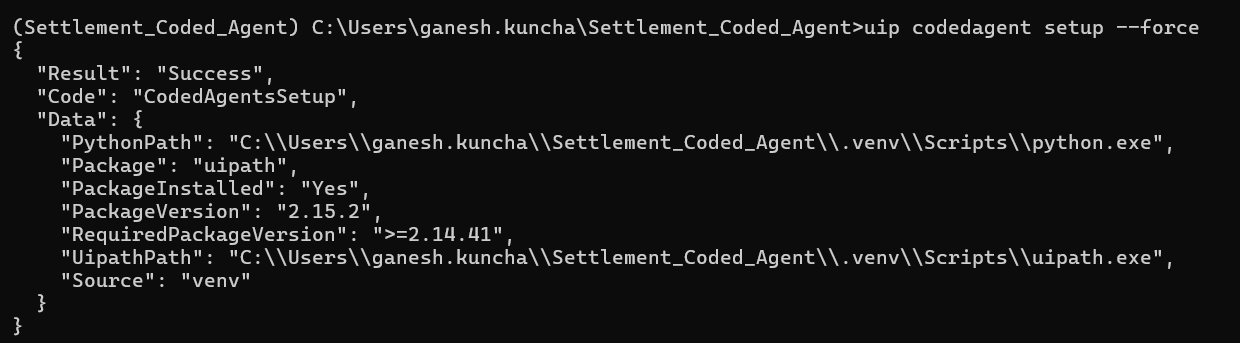 (Settlement_Coded_Agent) C:\Users\ganesh.kuncha\Settlement_Coded_Agent>uip codedagent setup --force
{
  "Result": "Success",
  "Code": "CodedAgentsSetup",
  "Data": {
    "PythonPath": "C:\\Users\\ganesh.kuncha\\Settlement_Coded_Agent\\.venv\\Scripts\\python.exe",
    "Package": "uipath",
    "PackageInstalled": "Yes",
    "PackageVersion": "2.15.2",
    "RequiredPackageVersion": ">=2.14.41",
    "UipathPath": "C:\\Users\\ganesh.kuncha\\Settlement_Coded_Agent\\.venv\\Scripts\\uipath.exe",
    "Source": "venv"
  }
}